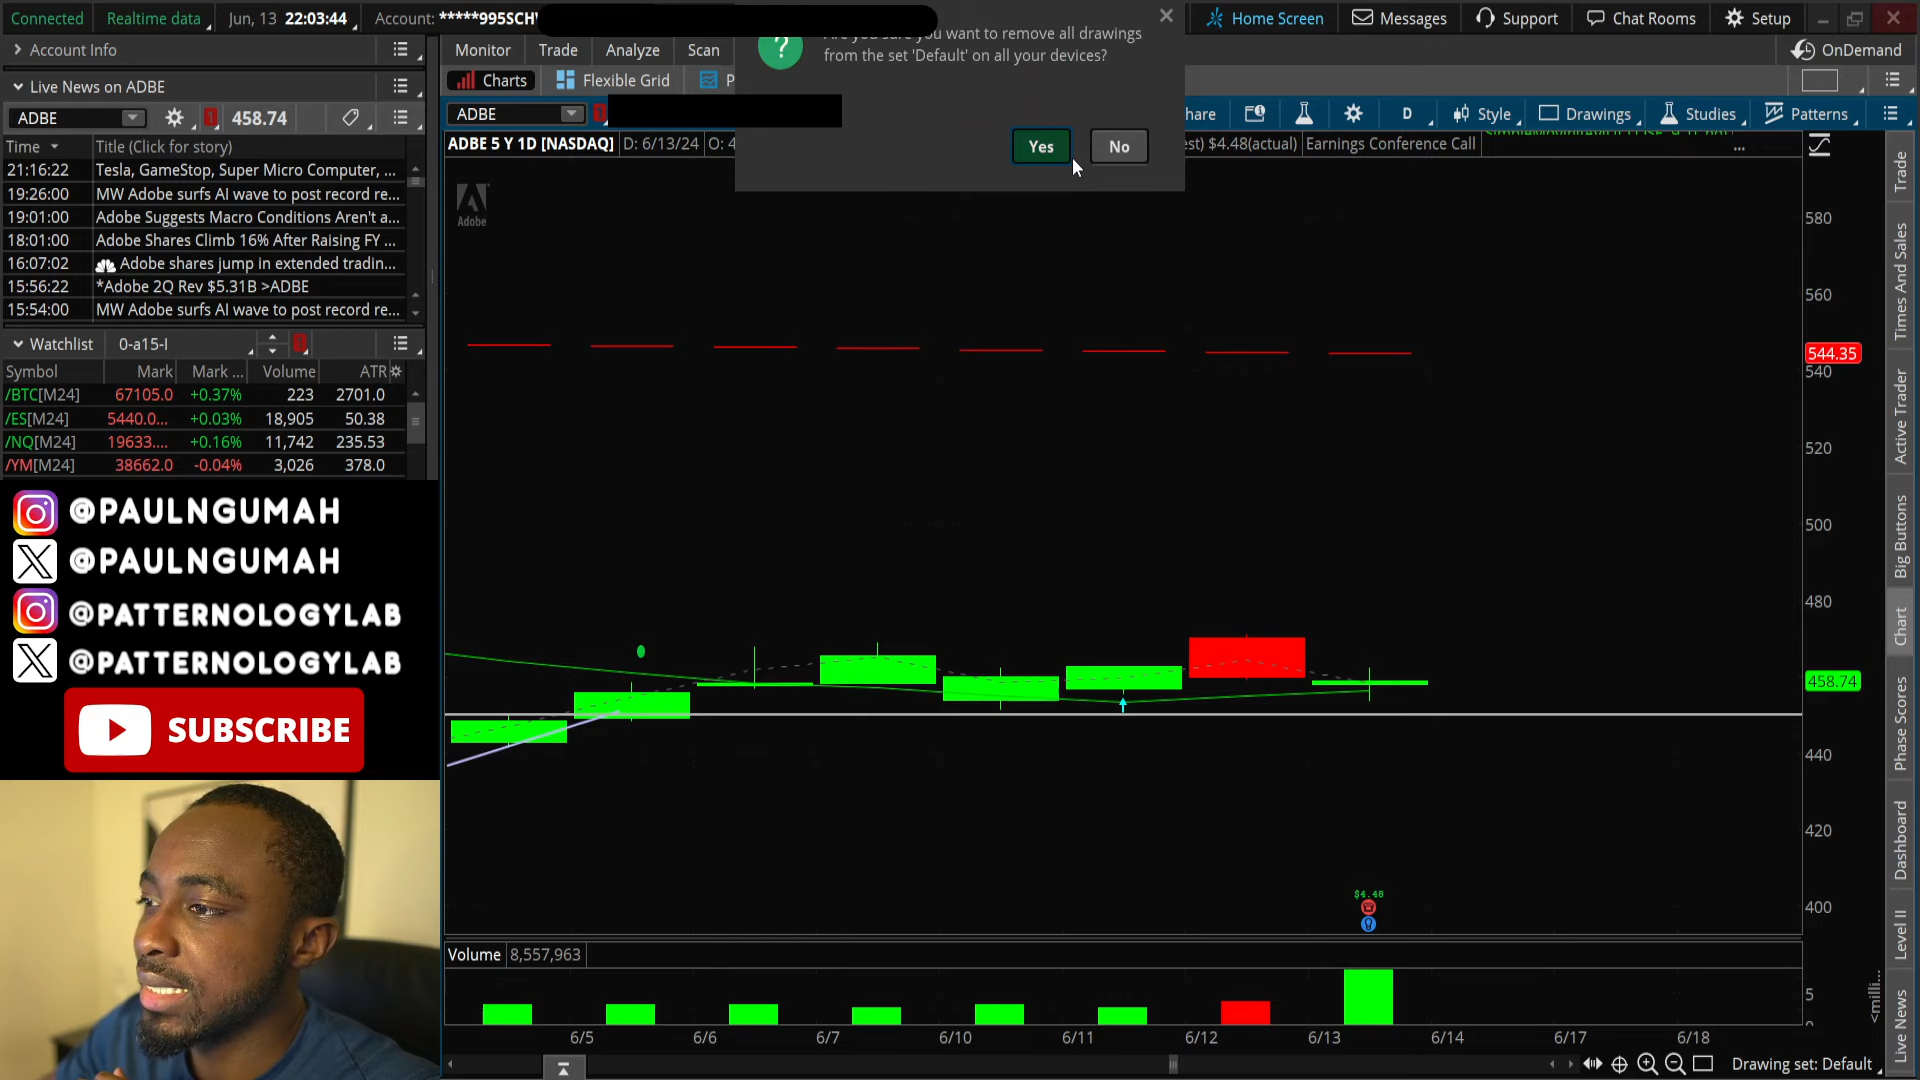 Connected
Realtime data
Jun, 13 22:03:44
Account: *****995SCH
Home Screen
Messages
Support
Chat Rooms
Setup
Account Info
Monitor
Trade
Analyze
Scan
Are you sure you want to remove all drawings
from the set 'Default' on all your devices?
OnDemand
Live News on ADBE
Charts
Flexible Grid
P
ADBE
458.74
ADBE
hare
D
Style
Drawings
Studies
Patterns
Yes
No
Time
Title (Click for story)
ADBE 5 Y 1D [NASDAQ]
D: 6/13/24
O: 4
est) $4.48(actual)
Earnings Conference Call
...
21:16:22 Tesla, GameStop, Super Micro Computer, ...
19:26:00 MW Adobe surfs AI wave to post record re...
19:01:00 Adobe Suggests Macro Conditions Aren't a...
18:01:00 Adobe Shares Climb 16% After Raising FY ...
16:07:02 Adobe shares jump in extended tradin...
15:56:22 *Adobe 2Q Rev $5.31B >ADBE
15:54:00 MW Adobe surfs AI wave to post record re...
Adobe
Watchlist
0-a15-I
Symbol Mark Mark ... Volume ATR
/BTC[M24] 67105.0 +0.37% 223 2701.0
/ES[M24] 5440.0... +0.03% 18,905 50.38
/NQ[M24] 19633.... +0.16% 11,742 235.53
/YM[M24] 38662.0 -0.04% 3,026 378.0
@PAULNGUMAH
@PAULNGUMAH
@PATTERNOLOGYLAB
@PATTERNOLOGYLAB
SUBSCRIBE
580
560
544.35
540
520
500
480
458.74
440
420
400
$4.48
Volume 8,557,963
5
0
<milli...
6/5
6/6
6/7
6/10
6/11
6/12
6/13
6/14
6/17
6/18
Drawing set: Default
Trade
Times And Sales
Active Trader
Big Buttons
Chart
Phase Scores
Dashboard
Level II
Live News